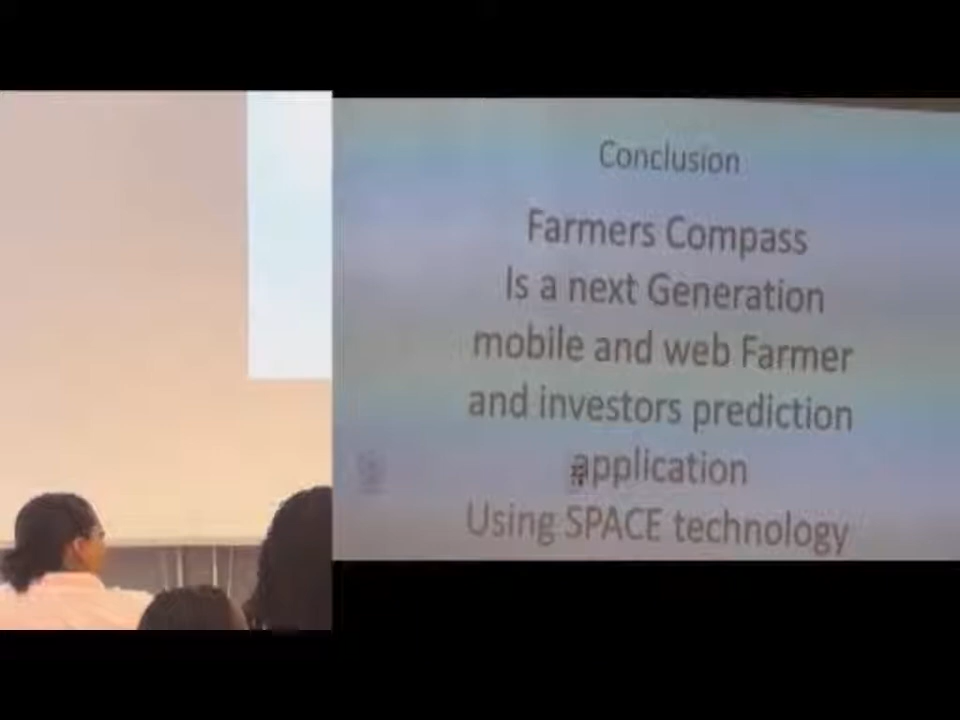 Conclusion
Farmers Compass
Is a next Generation
mobile and web Farmer
and investors prediction
application
Using SPACE technology